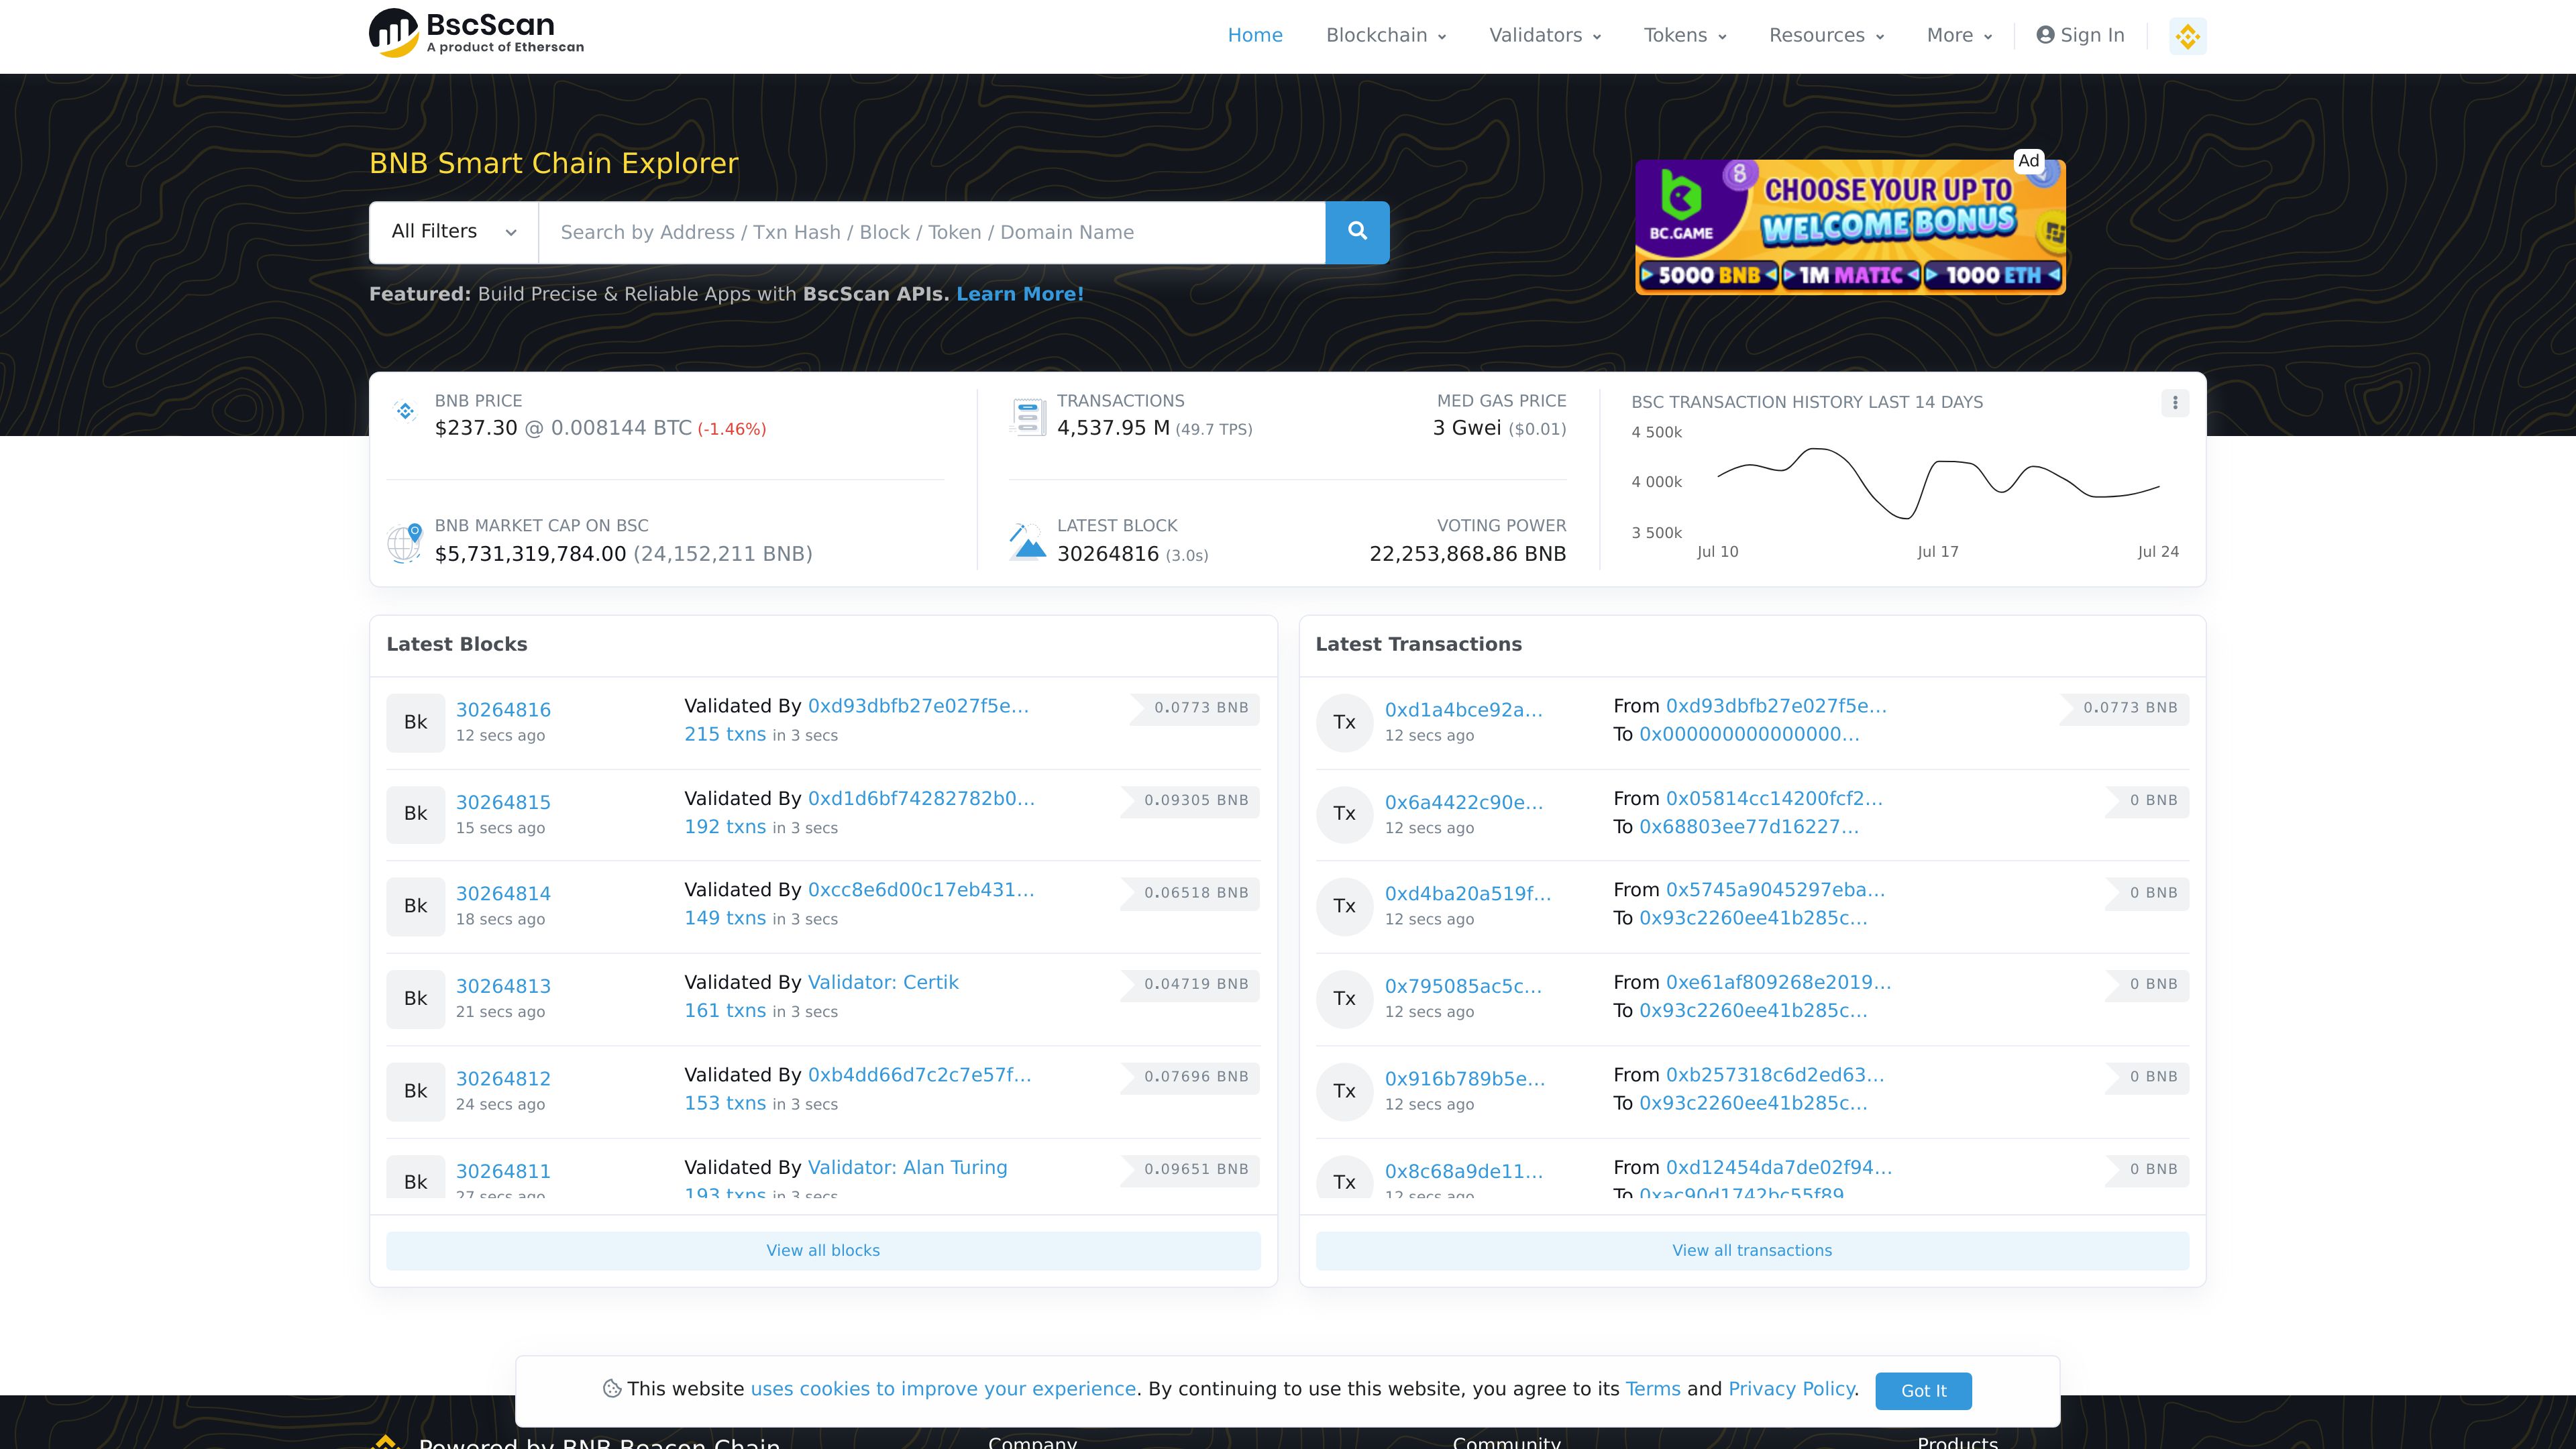 BscScan
A product of Etherscan
Home
Blockchain
Validators
Tokens
Resources
More
Sign In
BNB Smart Chain Explorer
All Filters
Search by Address / Txn Hash / Block / Token / Domain Name
Featured: Build Precise & Reliable Apps with BscScan APIs. Learn More!
Ad
BC.GAME
CHOOSE YOUR UP TO
WELCOME BONUS
5000 BNB
1M MATIC
1000 ETH
BNB PRICE
$237.30 @ 0.008144 BTC (-1.46%)
BNB MARKET CAP ON BSC
$5,731,319,784.00 (24,152,211 BNB)
TRANSACTIONS
4,537.95 M (49.7 TPS)
MED GAS PRICE
3 Gwei ($0.01)
LATEST BLOCK
30264816 (3.0s)
VOTING POWER
22,253,868.86 BNB
BSC TRANSACTION HISTORY LAST 14 DAYS
4 500k
4 000k
3 500k
Jul 10
Jul 17
Jul 24
Latest Blocks
Bk
30264816
12 secs ago
Validated By 0xd93dbfb27e027f5e...
215 txns in 3 secs
0.0773 BNB
Bk
30264815
15 secs ago
Validated By 0xd1d6bf74282782b0...
192 txns in 3 secs
0.09305 BNB
Bk
30264814
18 secs ago
Validated By 0xcc8e6d00c17eb431...
149 txns in 3 secs
0.06518 BNB
Bk
30264813
21 secs ago
Validated By Validator: Certik
161 txns in 3 secs
0.04719 BNB
Bk
30264812
24 secs ago
Validated By 0xb4dd66d7c2c7e57f...
153 txns in 3 secs
0.07696 BNB
Bk
30264811
27 secs ago
Validated By Validator: Alan Turing
193 txns in 3 secs
0.09651 BNB
View all blocks
Latest Transactions
Tx
0xd1a4bce92a...
12 secs ago
From 0xd93dbfb27e027f5e...
To 0x000000000000000...
0.0773 BNB
Tx
0x6a4422c90e...
12 secs ago
From 0x05814cc14200fcf2...
To 0x68803ee77d16227...
0 BNB
Tx
0xd4ba20a519f...
12 secs ago
From 0x5745a9045297eba...
To 0x93c2260ee41b285c...
0 BNB
Tx
0x795085ac5c...
12 secs ago
From 0xe61af809268e2019...
To 0x93c2260ee41b285c...
0 BNB
Tx
0x916b789b5e...
12 secs ago
From 0xb257318c6d2ed63...
To 0x93c2260ee41b285c...
0 BNB
Tx
0x8c68a9de11...
12 secs ago
From 0xd12454da7de02f94...
To 0xac90d1742bc55f89
0 BNB
View all transactions
This website uses cookies to improve your experience. By continuing to use this website, you agree to its Terms and Privacy Policy.
Got It
Powered by BNB Beacon Chain
Company
Community
Products